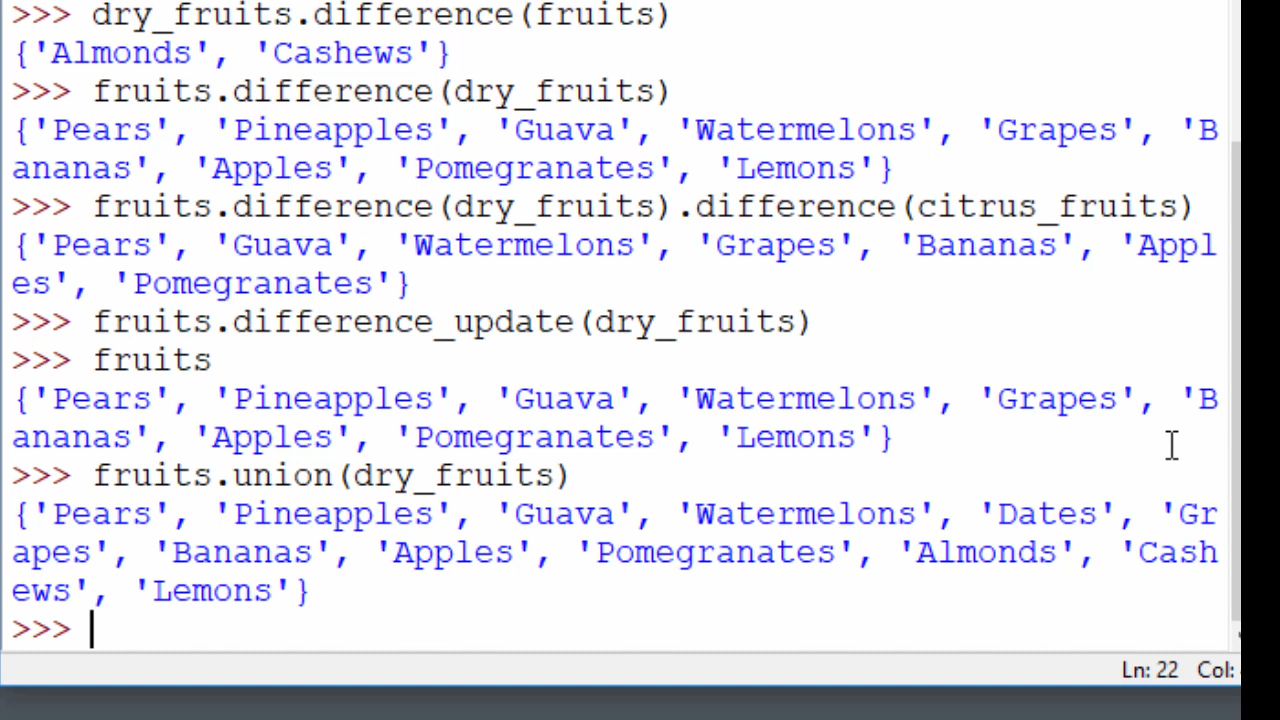 >>> dry_fruits.difference(fruits)
{'Almonds', 'Cashews'}
>>> fruits.difference(dry_fruits)
{'Pears', 'Pineapples', 'Guava', 'Watermelons', 'Grapes', 'B
ananas', 'Apples', 'Pomegranates', 'Lemons'}
>>> fruits.difference(dry_fruits).difference(citrus_fruits)
{'Pears', 'Guava', 'Watermelons', 'Grapes', 'Bananas', 'Appl
es', 'Pomegranates'}
>>> fruits.difference_update(dry_fruits)
>>> fruits
{'Pears', 'Pineapples', 'Guava', 'Watermelons', 'Grapes', 'B
ananas', 'Apples', 'Pomegranates', 'Lemons'}
>>> fruits.union(dry_fruits)
{'Pears', 'Pineapples', 'Guava', 'Watermelons', 'Dates', 'Gr
apes', 'Bananas', 'Apples', 'Pomegranates', 'Almonds', 'Cash
ews', 'Lemons'}
>>>
Ln: 22 Col: